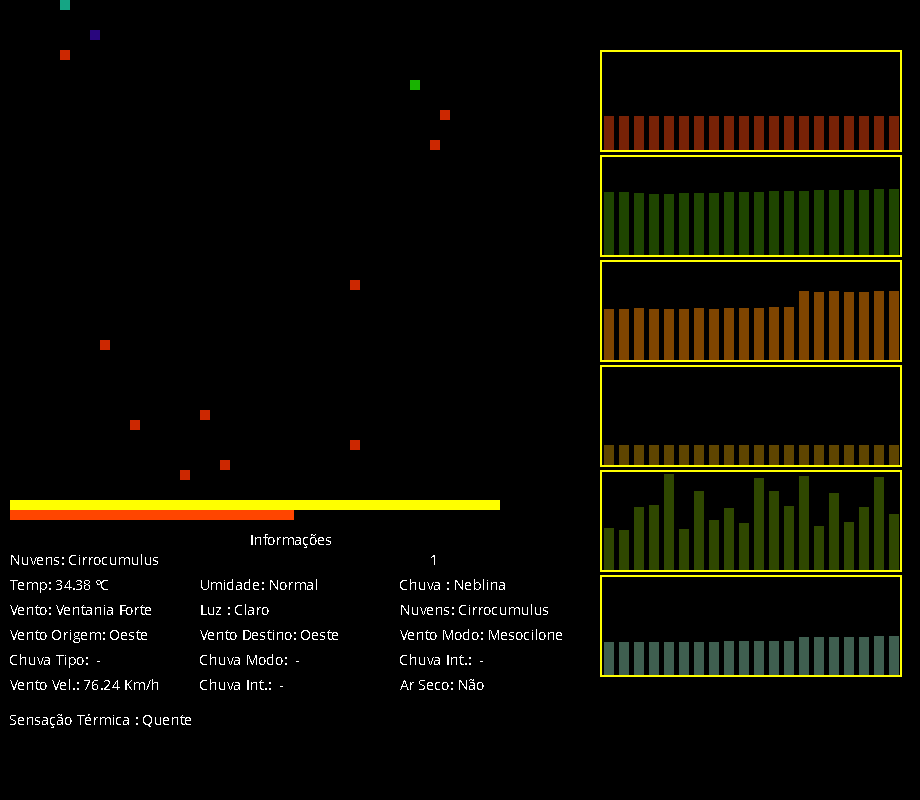 Informações
Nuvens: Cirrocumulus 1
Temp: 34.38 ºC Umidade: Normal Chuva : Neblina
Vento: Ventania Forte Luz : Claro Nuvens: Cirrocumulus
Vento Origem: Oeste Vento Destino: Oeste Vento Modo: Mesocilone
Chuva Tipo: - Chuva Modo: - Chuva Int.: -
Vento Vel.: 76.24 Km/h Chuva Int.: - Ar Seco: Não
Sensação Térmica : Quente